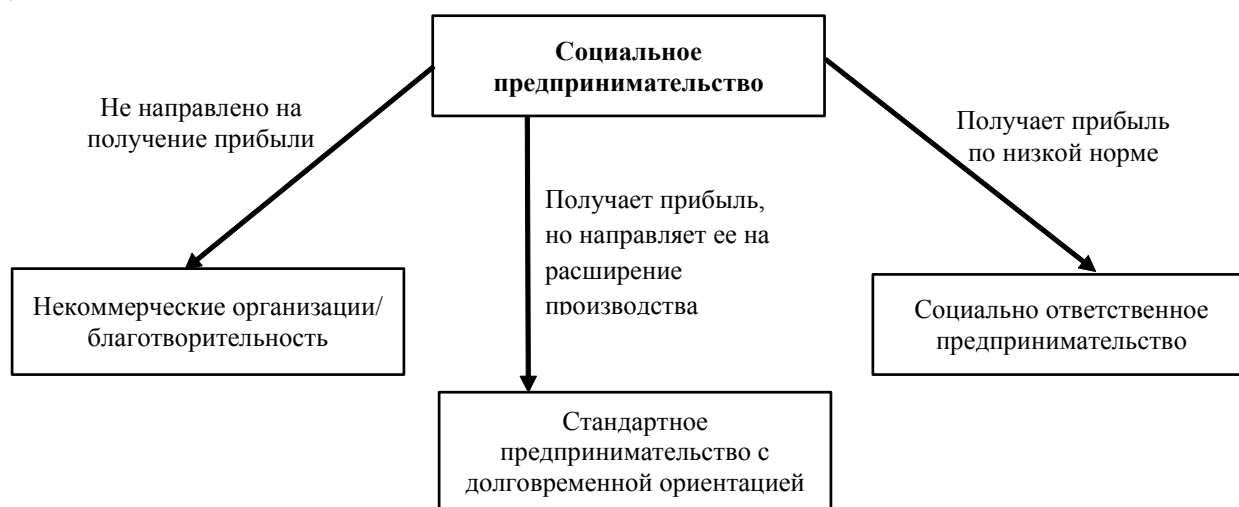 Социальное
предпринимательство
Не направлено на
получение прибыли
Получает прибыль
по низкой норме
Получает прибыль,
но направляет ее на
расширение
производства
Некоммерческие организации/
благотворительность
Социально ответственное
предпринимательство
Стандартное
предпринимательство с
долговременной ориентацией